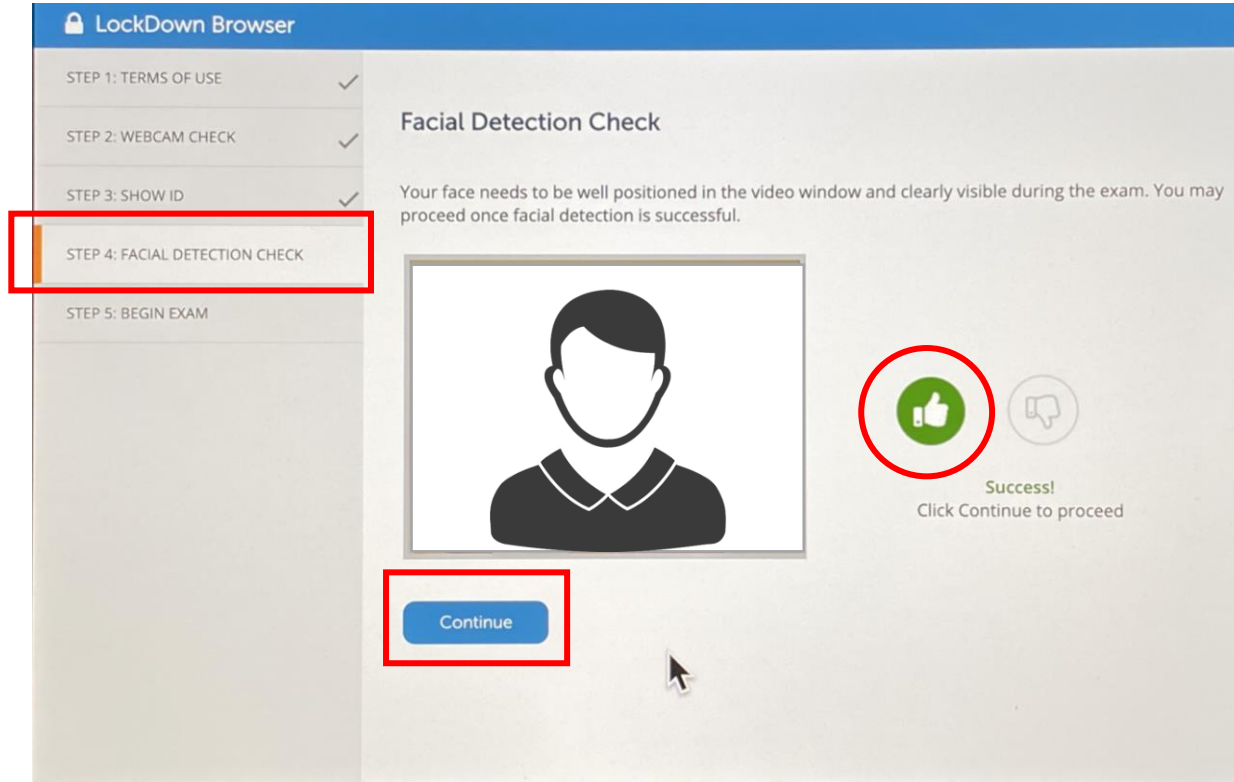 LockDown Browser
STEP 1: TERMS OF USE
STEP 2: WEBCAM CHECK
STEP 3: SHOW ID
STEP 4: FACIAL DETECTION CHECK
STEP 5: BEGIN EXAM
Facial Detection Check
Your face needs to be well positioned in the video window and clearly visible during the exam. You may
proceed once facial detection is successful.
Success!
Click Continue to proceed
Continue